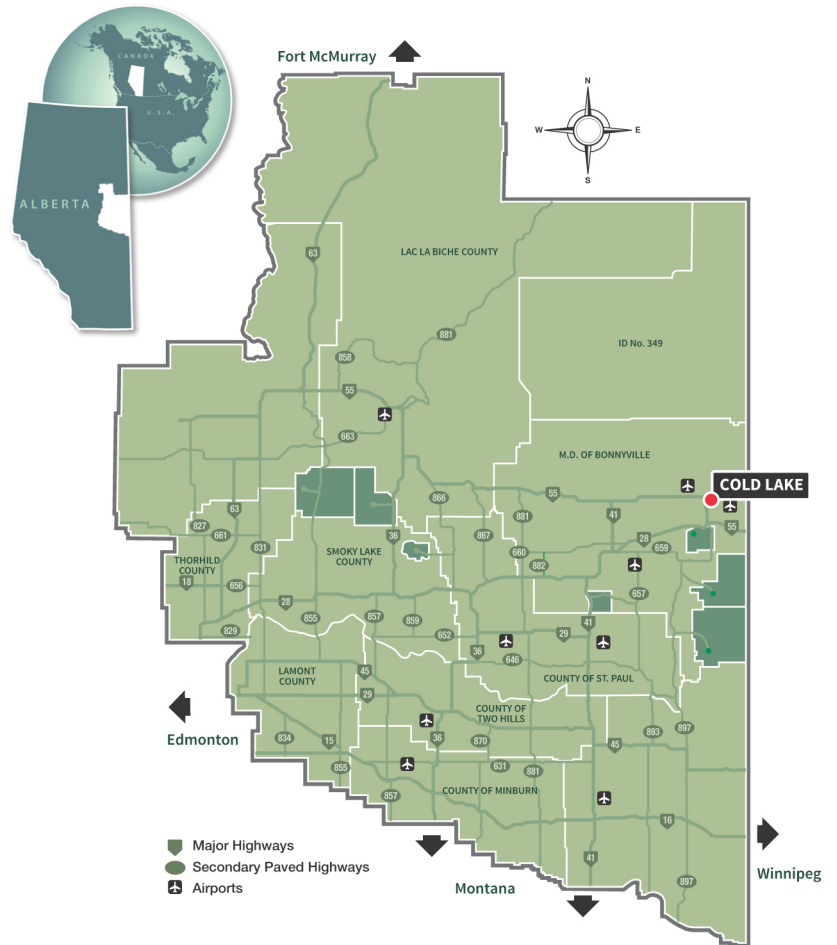 Fort McMurray
CANADA
U.S.A.
ALBERTA
N
W
E
S
LAC LA BICHE COUNTY
63
881
ID No. 349
858
55
663
M.D. OF BONNYVILLE
COLD LAKE
866
55
881
41
63
827
661
867
28
659
55
36
831
SMOKY LAKE
COUNTY
THORHILD
COUNTY
660
882
18
656
657
28
855
857
859
829
652
41
29
36
646
LAMONT
COUNTY
45
29
COUNTY OF ST. PAUL
COUNTY OF
TWO HILLS
Edmonton
834
15
36
870
45
893
897
855
631
881
857
COUNTY OF MINBURN
16
Major Highways
Secondary Paved Highways
Airports
41
897
Montana
Winnipeg